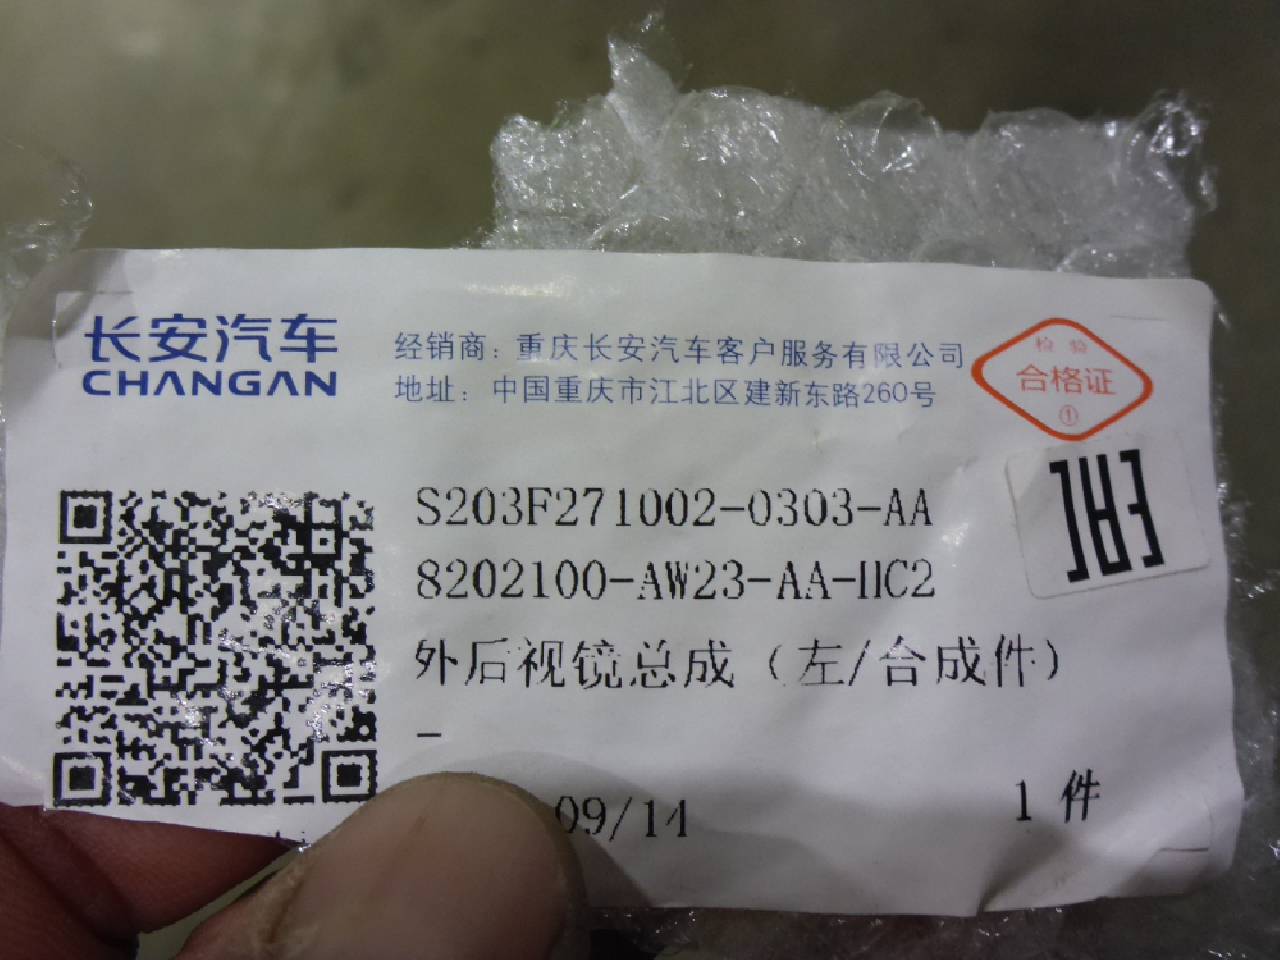 长安汽车
CHANGAN
经销商：重庆长安汽车客户服务有限公司
地址：中国重庆市江北区建新东路260号
检验
合格证
①
S203F271002-0303-AA
8202100-AW23-AA-HC2
外后视镜总成（左/合成件）
-
09/14
1 件